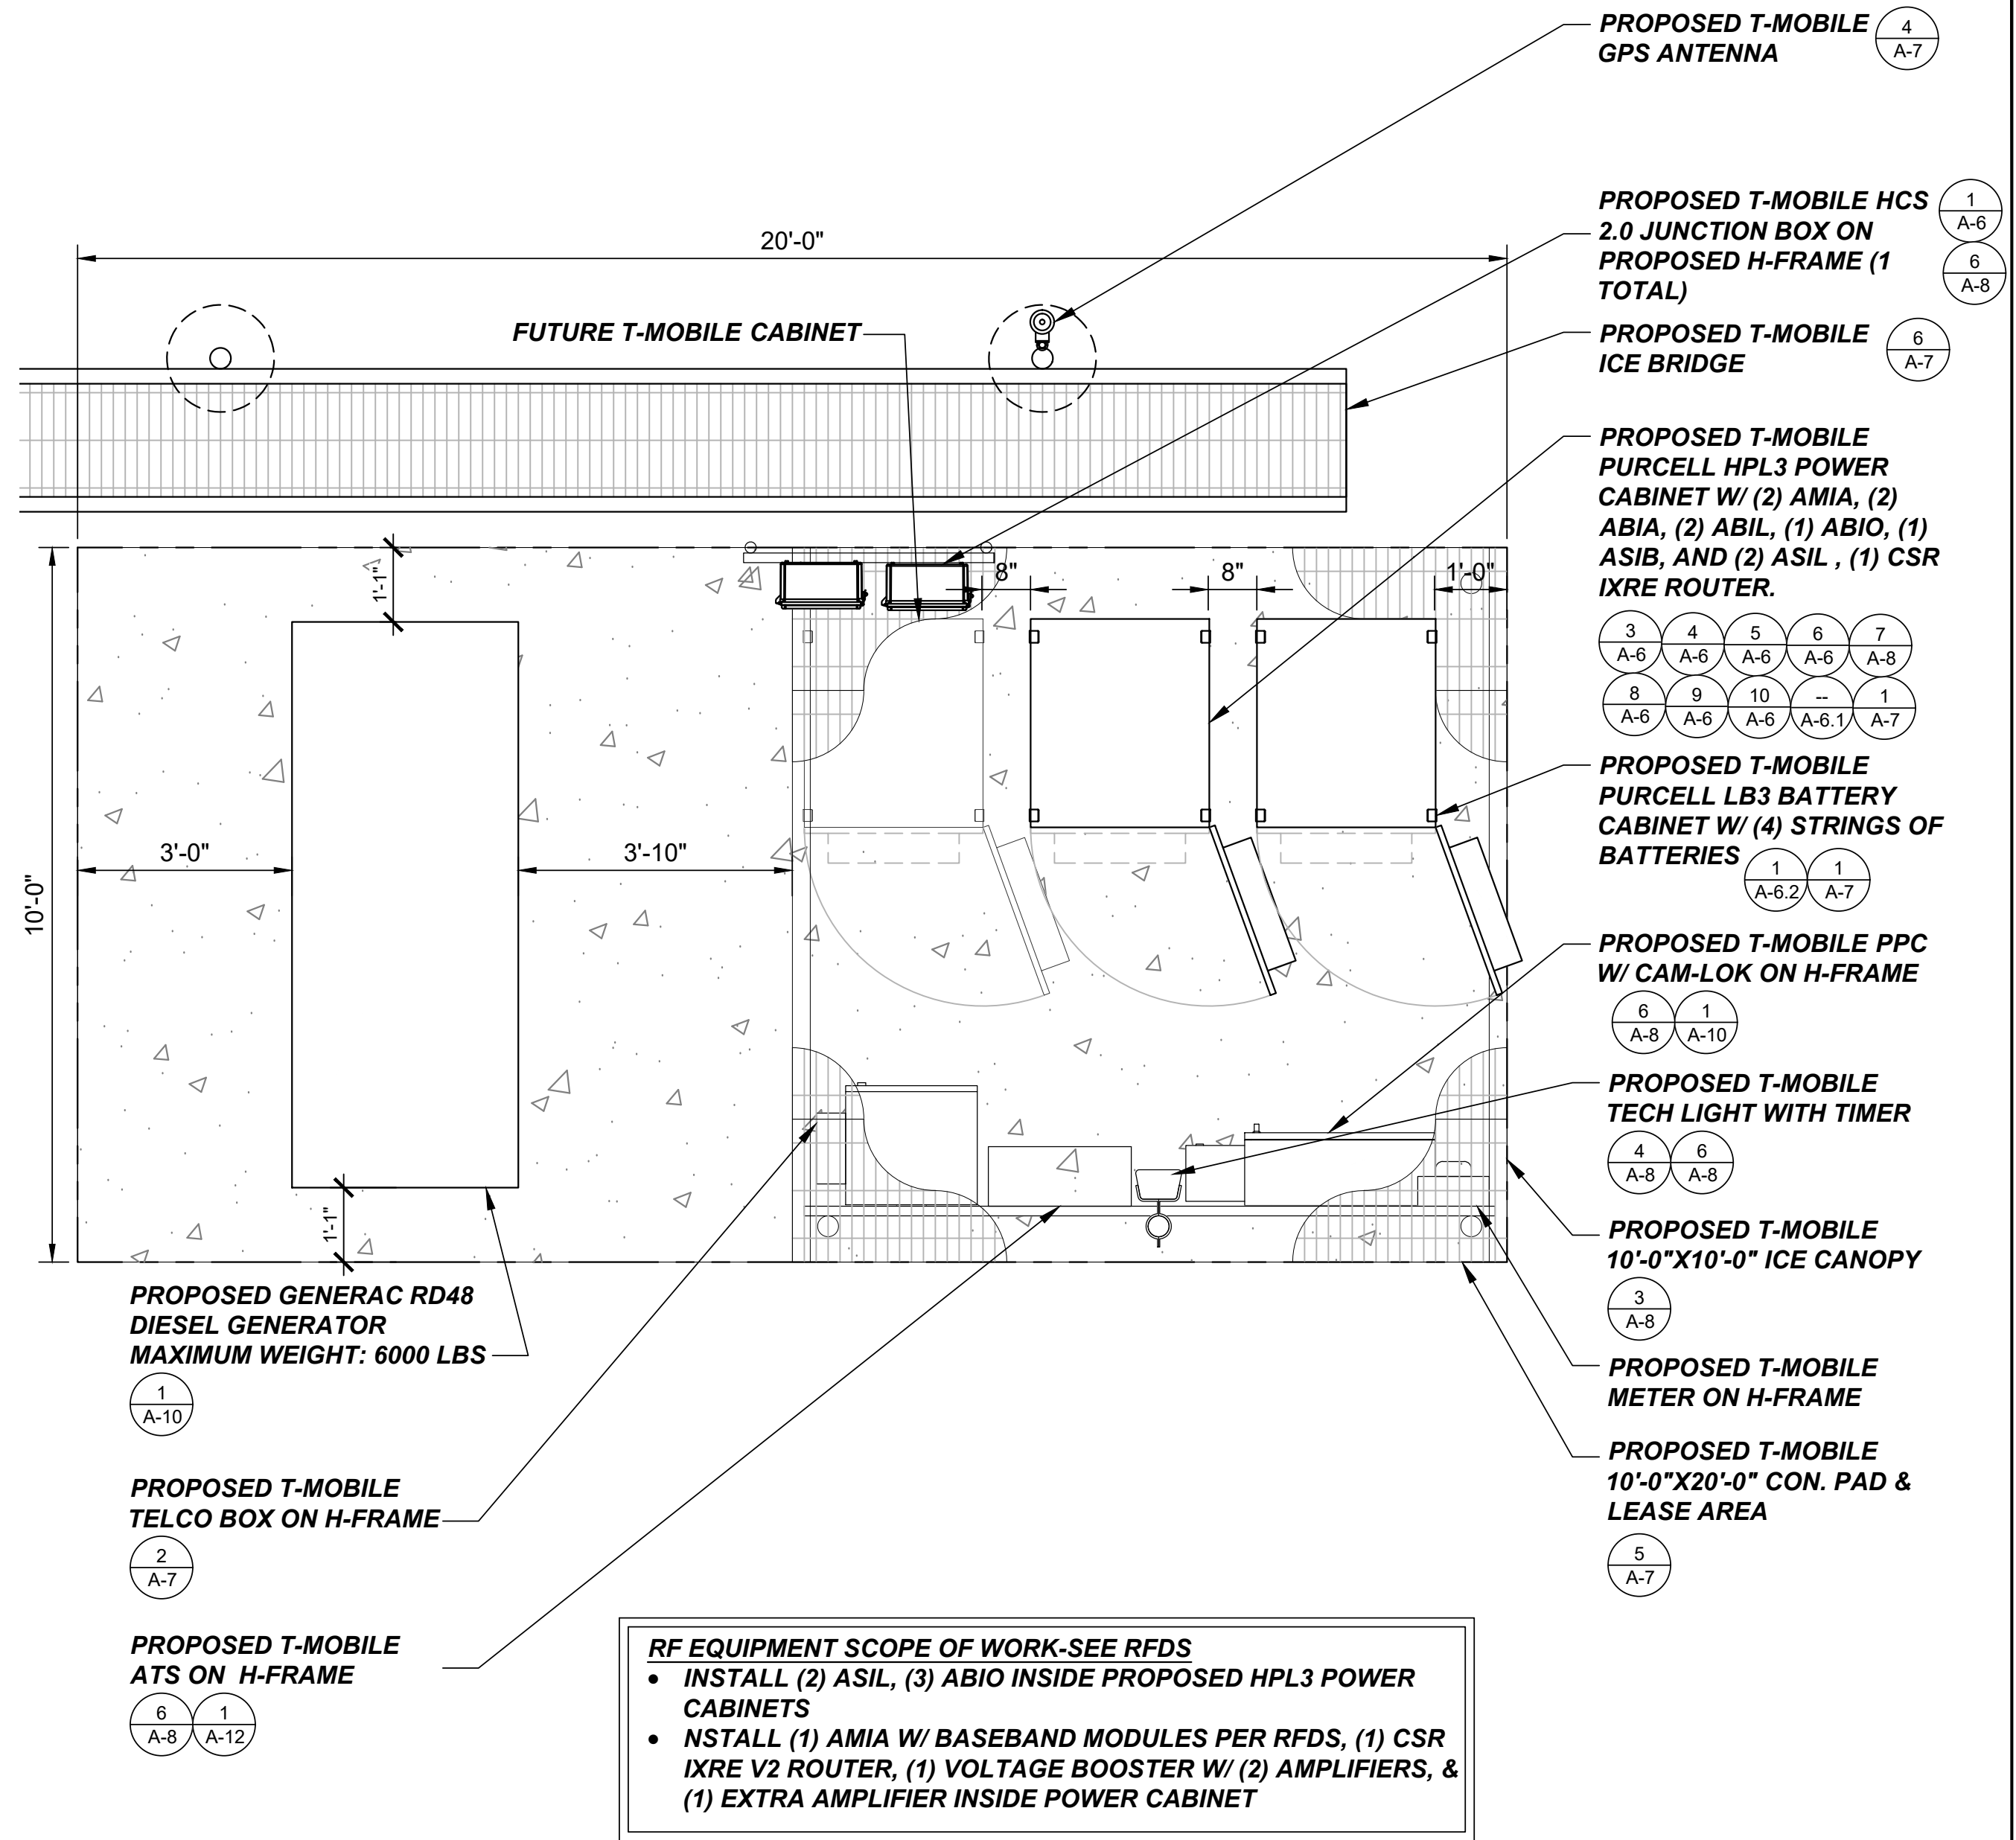 PROPOSED T-MOBILE
GPS ANTENNA
4
A-7
PROPOSED T-MOBILE HCS
2.0 JUNCTION BOX ON
PROPOSED H-FRAME (1
TOTAL)
1
A-6
6
A-8
20'-0"
FUTURE T-MOBILE CABINET
PROPOSED T-MOBILE
ICE BRIDGE
6
A-7
PROPOSED T-MOBILE
PURCELL HPL3 POWER
CABINET W/ (2) AMIA, (2)
ABIA, (2) ABIL, (1) ABIO, (1)
ASIB, AND (2) ASIL , (1) CSR
IXRE ROUTER.
3
A-6
4
A-6
5
A-6
6
A-6
7
A-8
8
A-6
9
A-6
10
A-6
--
A-6.1
1
A-7
1'-1"
8"
8"
1'-0"
PROPOSED T-MOBILE
PURCELL LB3 BATTERY
CABINET W/ (4) STRINGS OF
BATTERIES
1
A-6.2
1
A-7
3'-0"
3'-10"
10'-0"
PROPOSED T-MOBILE PPC
W/ CAM-LOK ON H-FRAME
6
A-8
1
A-10
PROPOSED T-MOBILE
TECH LIGHT WITH TIMER
4
A-8
6
A-8
1'-1"
PROPOSED T-MOBILE
10'-0"X10'-0" ICE CANOPY
3
A-8
PROPOSED GENERAC RD48
DIESEL GENERATOR
MAXIMUM WEIGHT: 6000 LBS
1
A-10
PROPOSED T-MOBILE
METER ON H-FRAME
PROPOSED T-MOBILE
10'-0"X20'-0" CON. PAD &
LEASE AREA
5
A-7
PROPOSED T-MOBILE
TELCO BOX ON H-FRAME
2
A-7
PROPOSED T-MOBILE
ATS ON H-FRAME
6
A-8
1
A-12
RF EQUIPMENT SCOPE OF WORK-SEE RFDS
• INSTALL (2) ASIL, (3) ABIO INSIDE PROPOSED HPL3 POWER
CABINETS
• NSTALL (1) AMIA W/ BASEBAND MODULES PER RFDS, (1) CSR
IXRE V2 ROUTER, (1) VOLTAGE BOOSTER W/ (2) AMPLIFIERS, &
(1) EXTRA AMPLIFIER INSIDE POWER CABINET